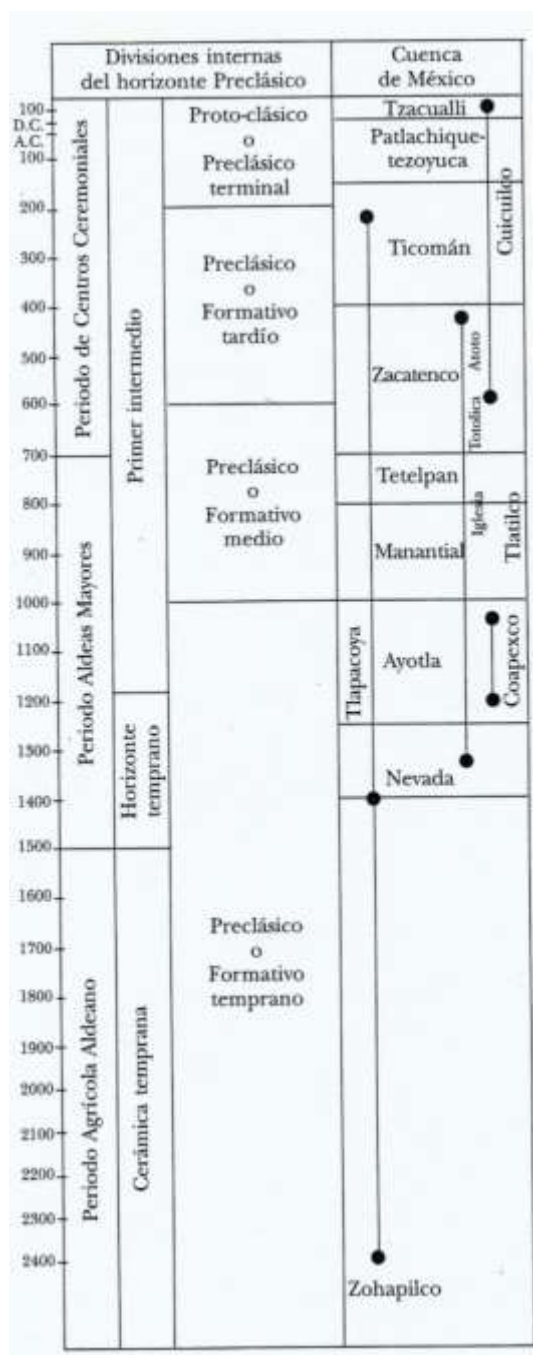 Divisiones internas
del horizonte Preclásico
Cuenca
de México
100
D.C.
A.C.
100
200
300
400
500
600
700
800
900
1000
1100
1200
1300
1400
1500
1600
1700
1800
1900
2000
2100
2200
2300
2400
Periodo de Centros Ceremoniales
Periodo Aldeas Mayores
Periodo Agrícola Aldeano
Primer intermedio
Horizonte
temprano
Cerámica temprana
Proto-clásico
o
Preclásico
terminal
Preclásico
o
Formativo
tardío
Preclásico
o
Formativo
medio
Preclásico
o
Formativo
temprano
Tzacualli
Patlachique-
tezoyuca
Ticomán
Cuicuilco
Zacatenco
Atoto
Totolica
Tetelpan
Iglesia
Manantial
Tlatilco
Tlapacoya
Ayotla
Coapexco
Nevada
Zohapilco